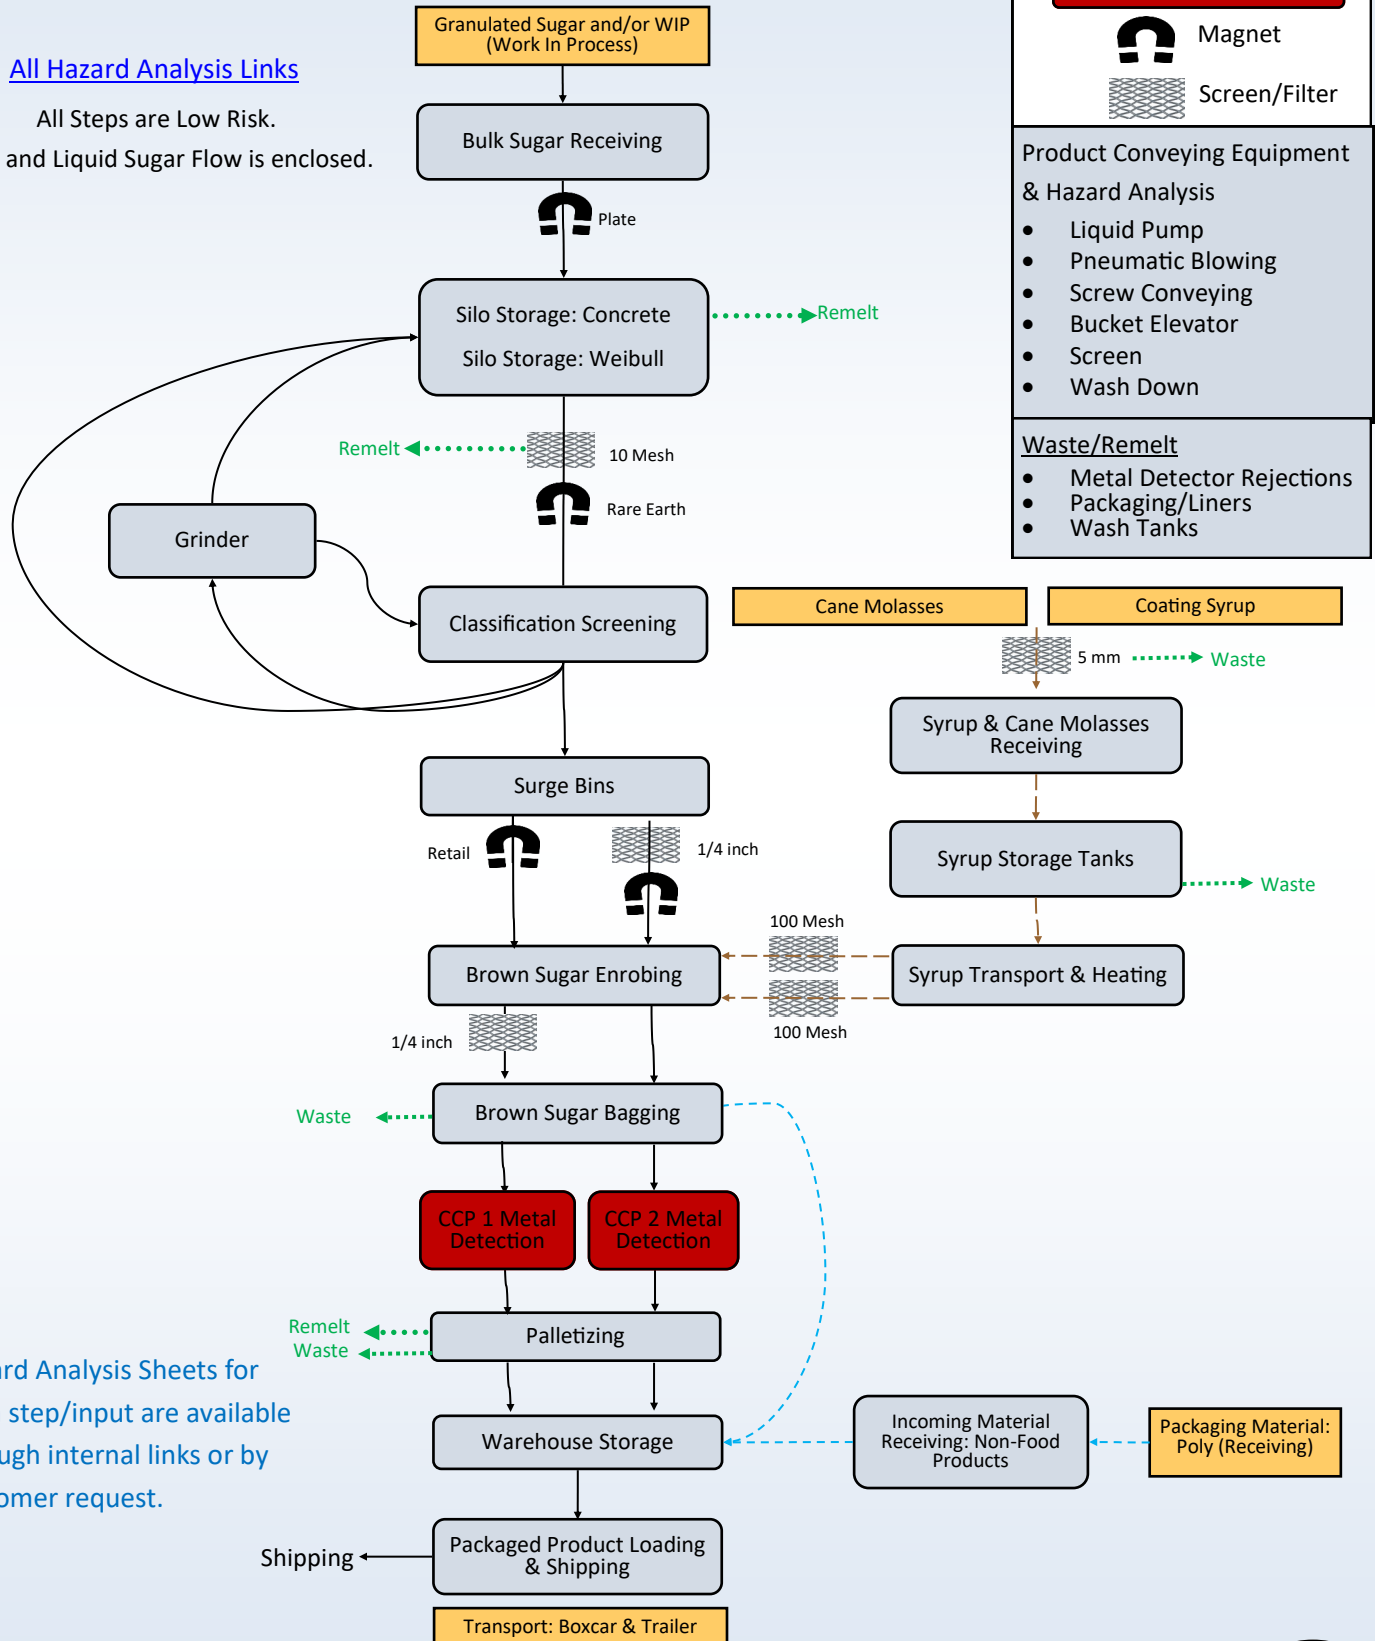 Granulated Sugar and/or WIP
(Work In Process)
Magnet
Screen/Filter
All Hazard Analysis Links
All Steps are Low Risk.
and Liquid Sugar Flow is enclosed.
Bulk Sugar Receiving
Product Conveying Equipment
& Hazard Analysis
• Liquid Pump
• Pneumatic Blowing
• Screw Conveying
• Bucket Elevator
• Screen
• Wash Down
Plate
Silo Storage: Concrete
Silo Storage: Weibull
Remelt
Remelt
10 Mesh
Rare Earth
Waste/Remelt
• Metal Detector Rejections
• Packaging/Liners
• Wash Tanks
Grinder
Classification Screening
Cane Molasses
Coating Syrup
5 mm
Waste
Syrup & Cane Molasses
Receiving
Surge Bins
Retail
1/4 inch
Syrup Storage Tanks
Waste
100 Mesh
Brown Sugar Enrobing
Syrup Transport & Heating
100 Mesh
1/4 inch
Waste
Brown Sugar Bagging
CCP 1 Metal
Detection
CCP 2 Metal
Detection
Remelt
Waste
Palletizing
Analysis Sheets for
step/input are available
internal links or by
request.
Warehouse Storage
Incoming Material
Receiving: Non-Food
Products
Packaging Material:
Poly (Receiving)
Shipping
Packaged Product Loading
& Shipping
Transport: Boxcar & Trailer